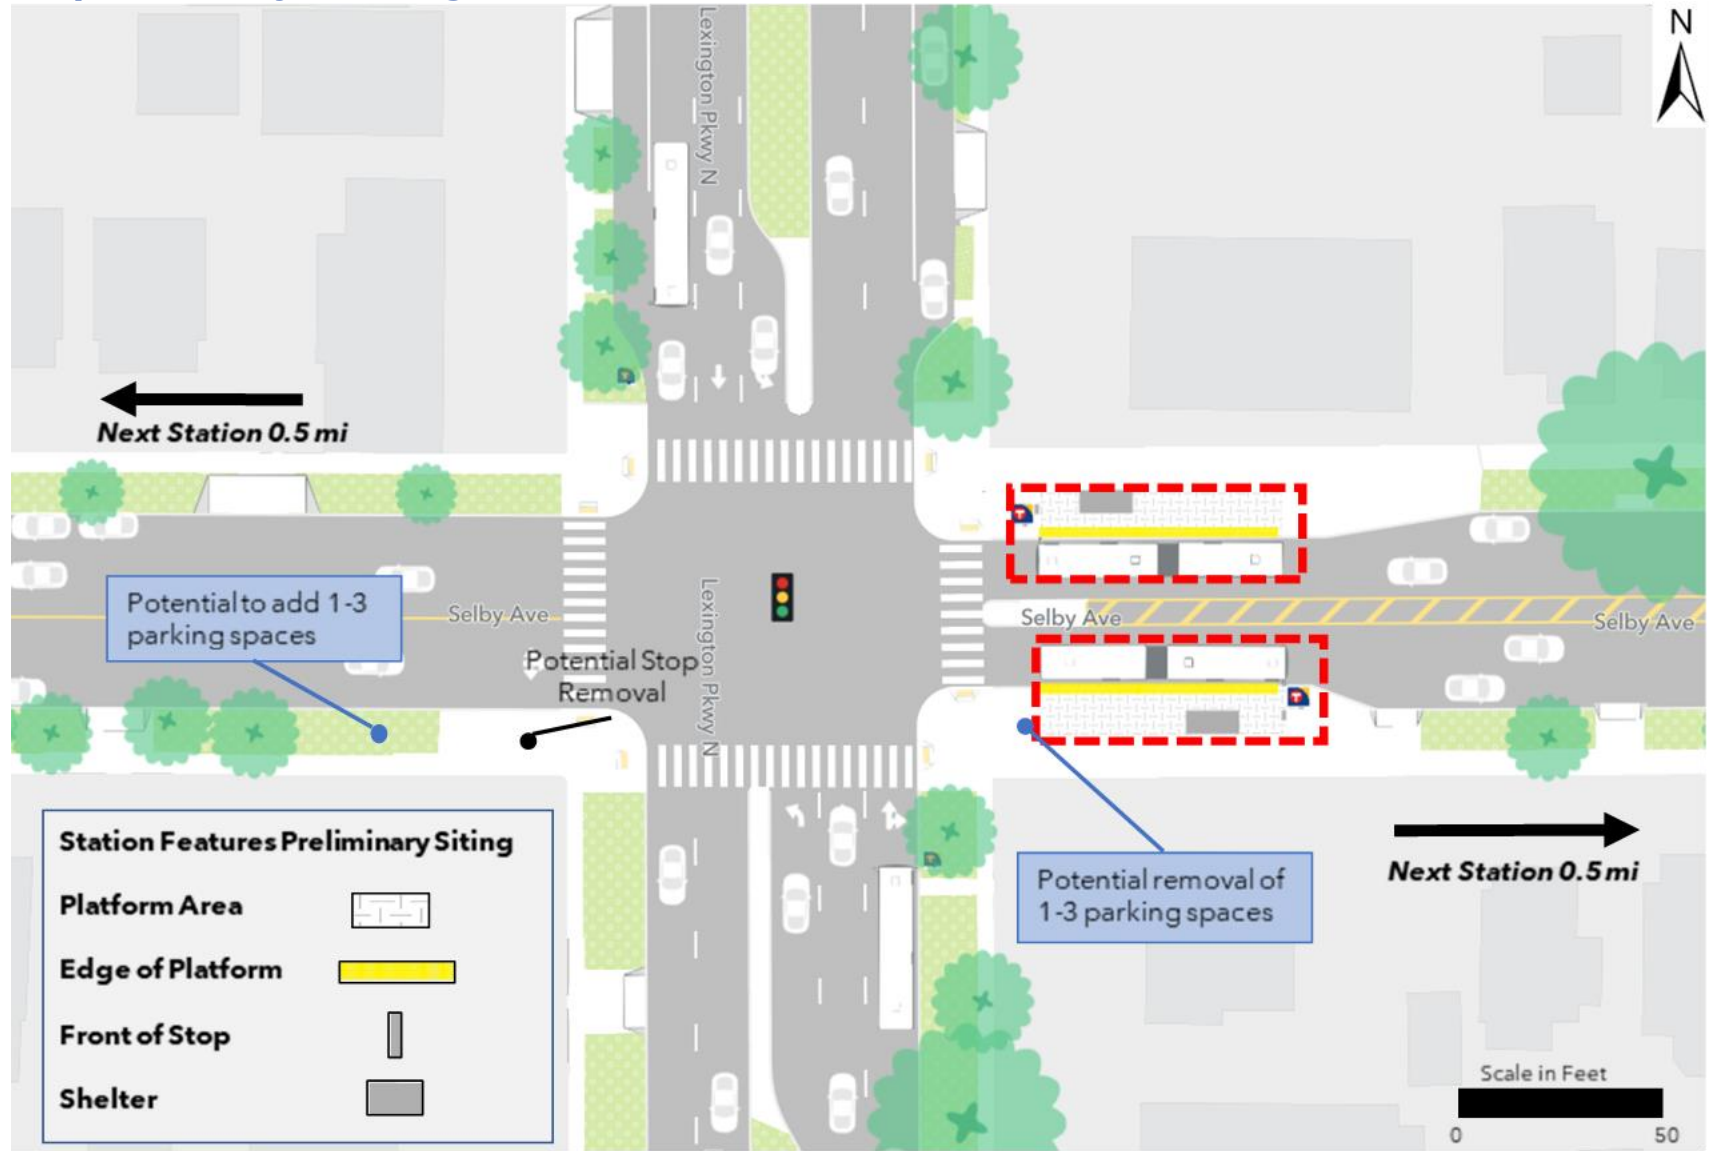 N
Lexington Pkwy N
Next Station 0.5 mi
Potential to add 1-3
parking spaces
Selby Ave
Potential Stop
Removal
Lexington Pkwy N
Selby Ave
Selby Ave
Station Features Preliminary Siting
Platform Area
Edge of Platform
Front of Stop
Shelter
Potential removal of
1-3 parking spaces
Next Station 0.5 mi
Scale in Feet
0 50